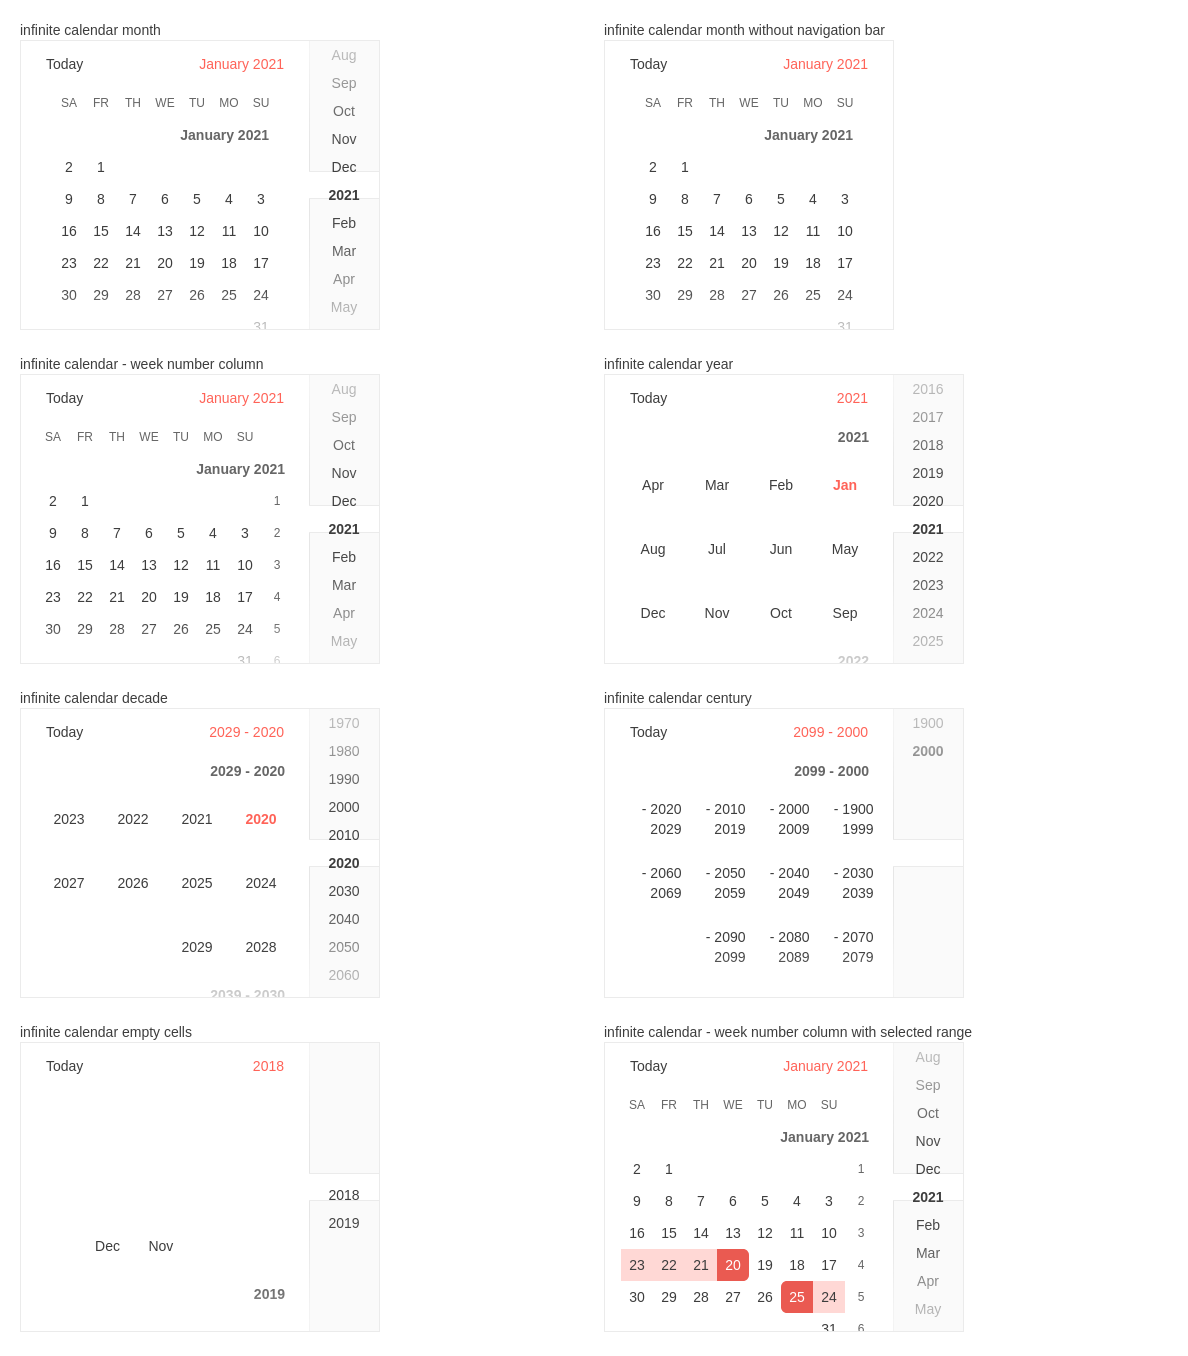 infinite calendar month
Today January 2021
SA FR TH WE TU MO SU
January 2021
2 1
9 8 7 6 5 4 3
16 15 14 13 12 11 10
23 22 21 20 19 18 17
30 29 28 27 26 25 24
31
Aug
Sep
Oct
Nov
Dec
2021
Feb
Mar
Apr
May
infinite calendar month without navigation bar
Today January 2021
SA FR TH WE TU MO SU
January 2021
2 1
9 8 7 6 5 4 3
16 15 14 13 12 11 10
23 22 21 20 19 18 17
30 29 28 27 26 25 24
31
infinite calendar - week number column
Today January 2021
SA FR TH WE TU MO SU
January 2021
2 1 1
9 8 7 6 5 4 3 2
16 15 14 13 12 11 10 3
23 22 21 20 19 18 17 4
30 29 28 27 26 25 24 5
31 6
Aug
Sep
Oct
Nov
Dec
2021
Feb
Mar
Apr
May
infinite calendar year
Today 2021
2021
Apr Mar Feb Jan
Aug Jul Jun May
Dec Nov Oct Sep
2022
2016
2017
2018
2019
2020
2021
2022
2023
2024
2025
infinite calendar decade
Today 2029 - 2020
2029 - 2020
2023 2022 2021 2020
2027 2026 2025 2024
2029 2028
2039 - 2030
1970
1980
1990
2000
2010
2020
2030
2040
2050
2060
infinite calendar century
Today 2099 - 2000
2099 - 2000
- 2020 - 2010 - 2000 - 1900
2029 2019 2009 1999
- 2060 - 2050 - 2040 - 2030
2069 2059 2049 2039
- 2090 - 2080 - 2070
2099 2089 2079
1900
2000
infinite calendar empty cells
Today 2018
Dec Nov
2019
2018
2019
infinite calendar - week number column with selected range
Today January 2021
SA FR TH WE TU MO SU
January 2021
2 1 1
9 8 7 6 5 4 3 2
16 15 14 13 12 11 10 3
23 22 21 20 19 18 17 4
30 29 28 27 26 25 24 5
31 6
Aug
Sep
Oct
Nov
Dec
2021
Feb
Mar
Apr
May